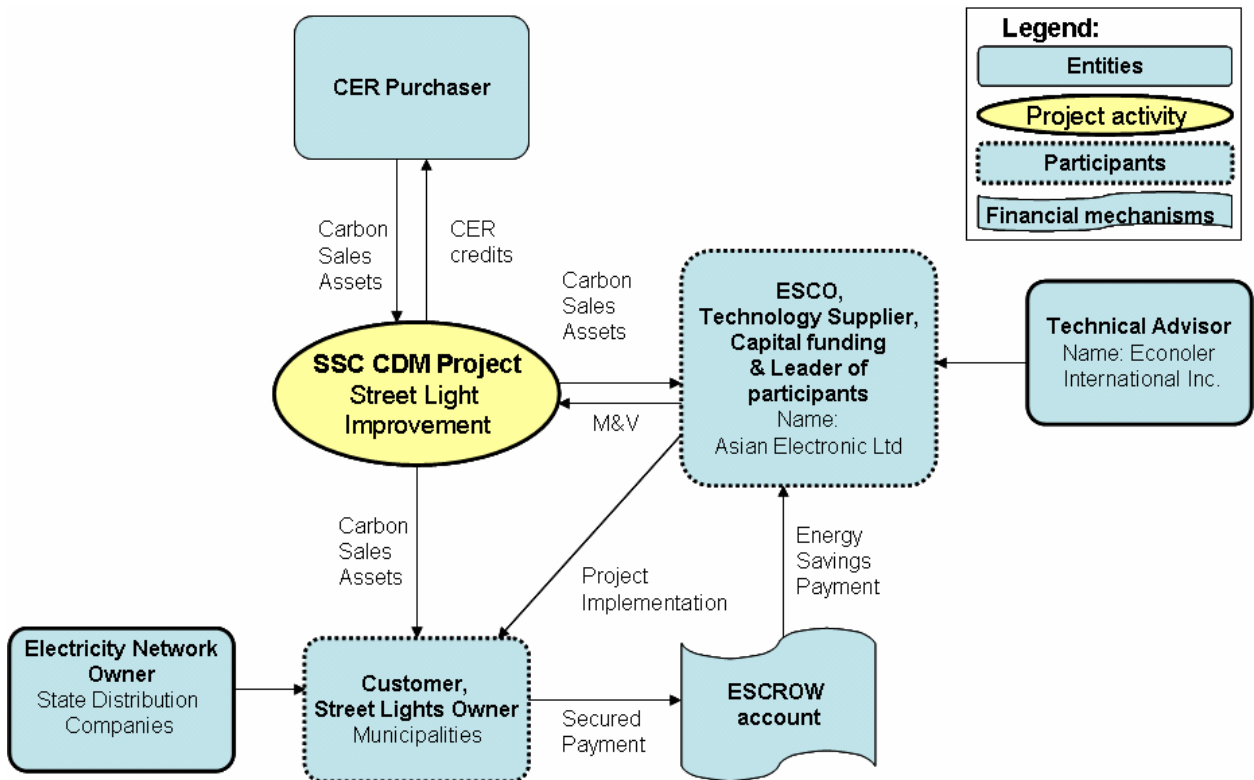 CER Purchaser
Legend:
Entities
Project activity
Participants
Financial mechanisms
Carbon
Sales
Assets
CER
credits
Carbon
Sales
Assets
ESCO,
Technology Supplier,
Capital funding
& Leader of
participants
Name:
Asian Electronic Ltd
Technical Advisor
Name: Econoler
International Inc.
SSC CDM Project
Street Light
Improvement
M&V
Carbon
Sales
Assets
Project
Implementation
Energy
Savings
Payment
Electricity Network
Owner
State Distribution
Companies
Customer,
Street Lights Owner
Municipalities
Secured
Payment
ESCROW
account